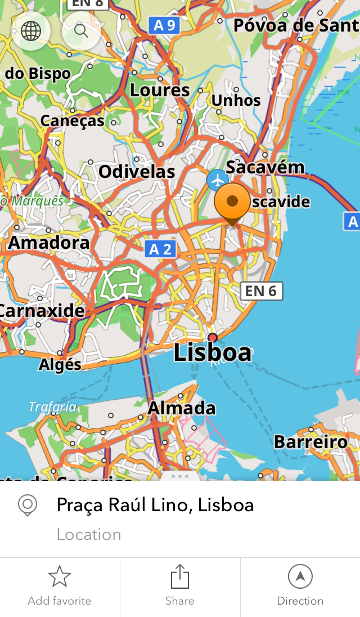 EN 8
A 9
Póvoa de Sant
do Bispo
Loures
Unhos
Caneças
Odivelas
Sacavém
scavide
o Marquês
Amadora
A 2
A
EN 6
Carnaxide
Lisboa
Algés
Trafaria
Almada
Barreiro
Praça Raúl Lino, Lisboa
Location
Add favorite
Share
Direction